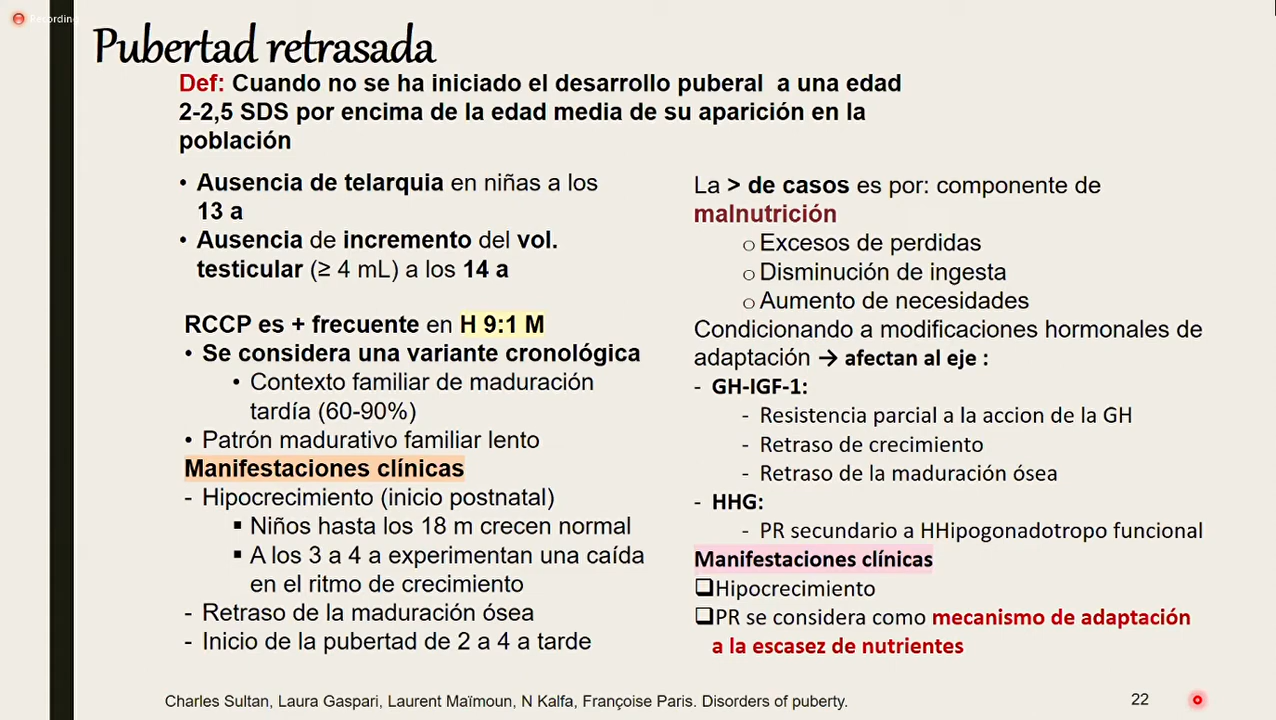 Recording
Pubertad retrasada
Def: Cuando no se ha iniciado el desarrollo puberal a una edad
2-2,5 SDS por encima de la edad media de su aparición en la
población
• Ausencia de telarquia en niñas a los
13 a
• Ausencia de incremento del vol.
testicular (≥ 4 mL) a los 14 a
RCCP es + frecuente en H 9:1 M
• Se considera una variante cronológica
• Contexto familiar de maduración
tardía (60-90%)
• Patrón madurativo familiar lento
Manifestaciones clínicas
- Hipocrecimiento (inicio postnatal)
▪ Niños hasta los 18 m crecen normal
▪ A los 3 a 4 a experimentan una caída
en el ritmo de crecimiento
- Retraso de la maduración ósea
- Inicio de la pubertad de 2 a 4 a tarde
La > de casos es por: componente de
malnutrición
o Excesos de perdidas
o Disminución de ingesta
o Aumento de necesidades
Condicionando a modificaciones hormonales de
adaptación → afectan al eje :
- GH-IGF-1:
- Resistencia parcial a la accion de la GH
- Retraso de crecimiento
- Retraso de la maduración ósea
- HHG:
- PR secundario a HHipogonadotropo funcional
Manifestaciones clínicas
❑Hipocrecimiento
❑PR se considera como mecanismo de adaptación
a la escasez de nutrientes
Charles Sultan, Laura Gaspari, Laurent Maïmoun, N Kalfa, Françoise Paris. Disorders of puberty.
22